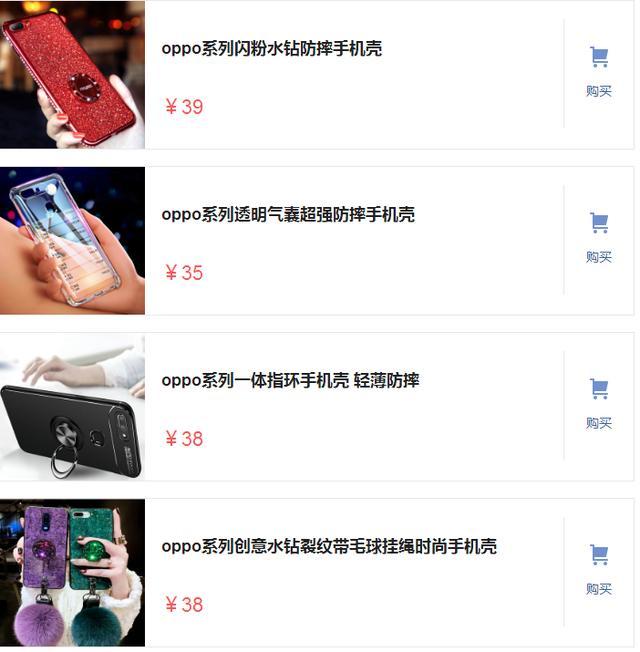 oppo系列闪粉水钻防摔手机壳
￥39
购买
oppo系列透明气囊超强防摔手机壳
￥35
购买
oppo系列一体指环手机壳 轻薄防摔
￥38
购买
oppo系列创意水钻裂纹带毛球挂绳时尚手机壳
￥38
购买